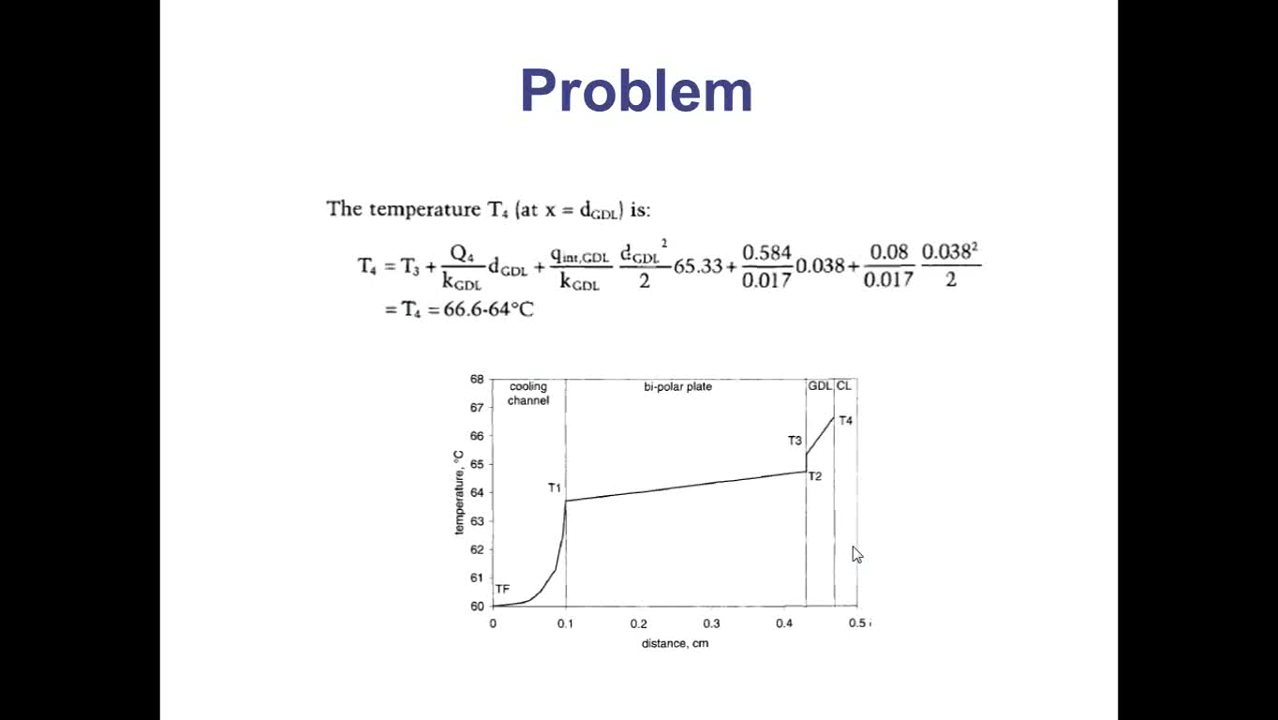 Problem
The temperature T₄ (at x = d_GDL) is:
T₄ = T₃ + Q₄/k_GDL d_GDL + q_int,GDL/k_GDL d_GDL²/2 65.33 + 0.584/0.017 0.038 + 0.08/0.017 0.038²/2
= T₄ = 66.6-64°C
68
cooling channel
bi-polar plate
GDL
CL
67
T4
66
T3
65
T2
temperature, °C
64
T1
63
62
61
TF
60
0
0.1
0.2
0.3
0.4
0.5
distance, cm